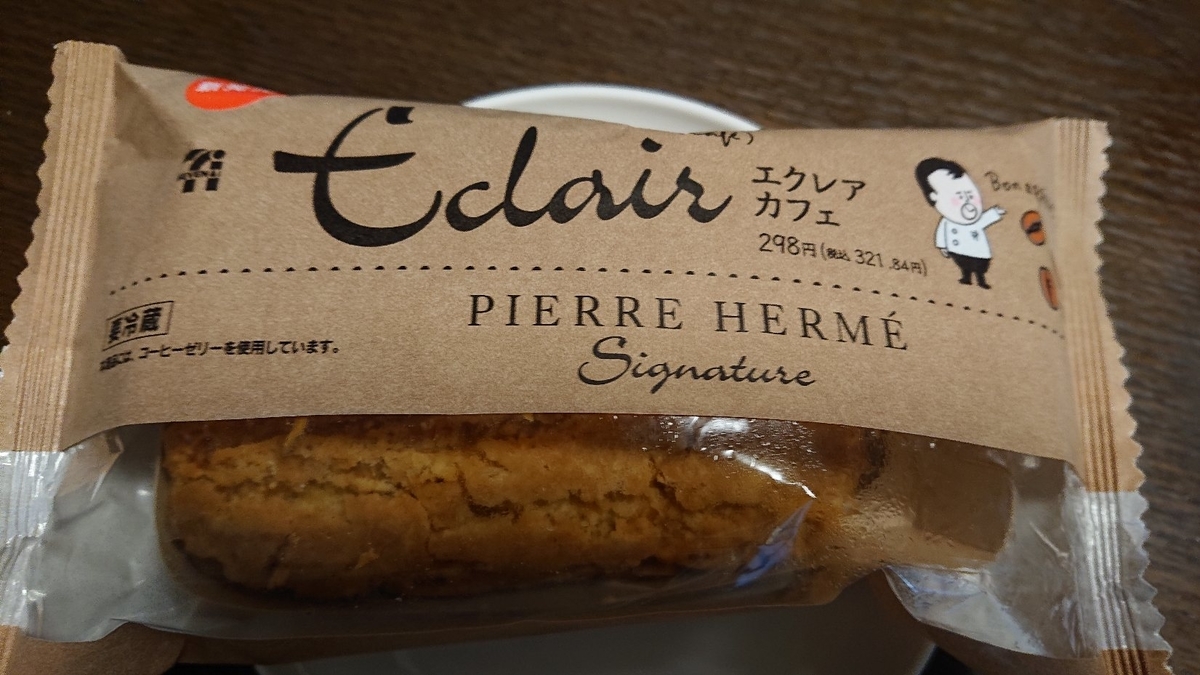 Eclair
エクレア
カフェ
298円(税込 321.84円)
PIERRE HERMÉ
Signature
要冷蔵
コーヒーゼリーを使用しています。
Bon